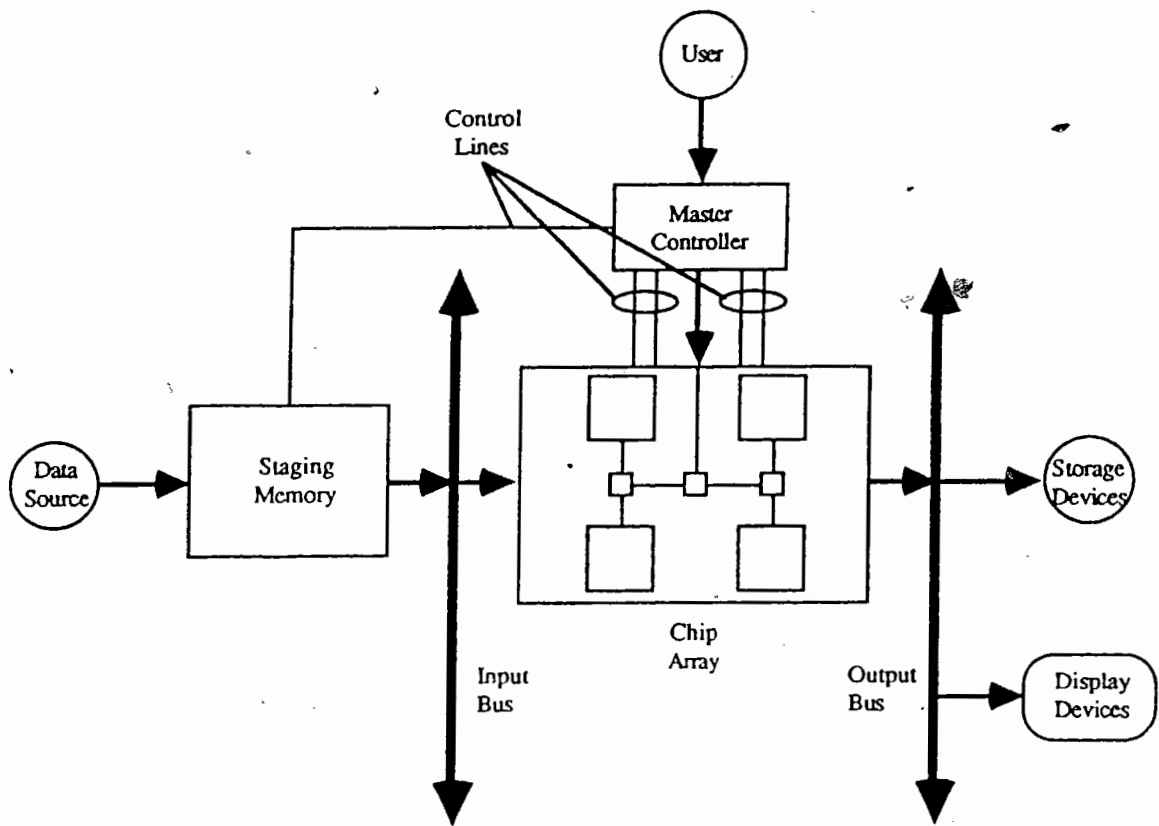 User
Control
Lines
Master
Controller
Data
Source
Staging
Memory
Storage
Devices
Chip
Array
Input
Bus
Output
Bus
Display
Devices